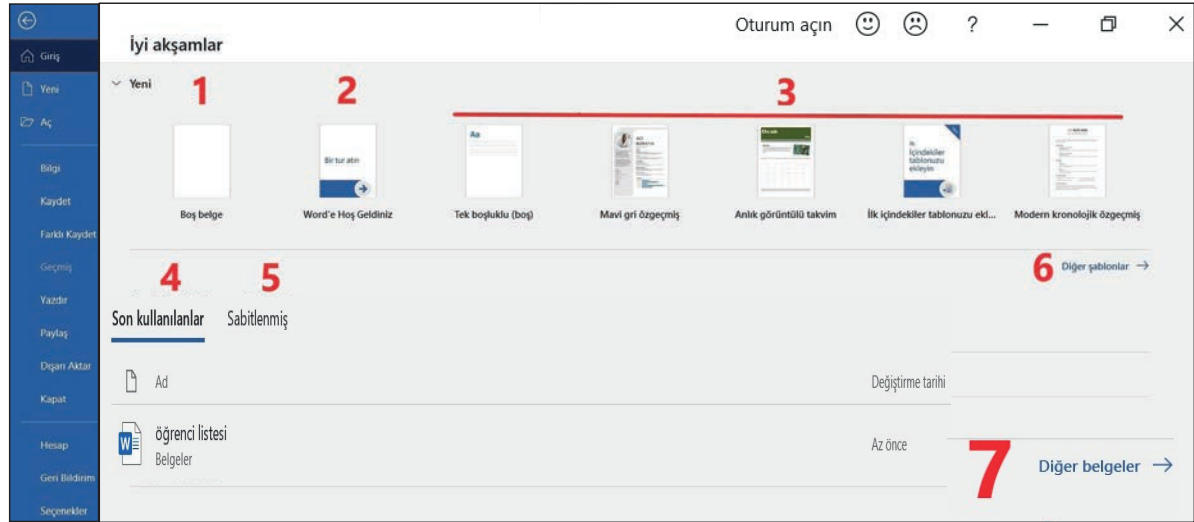 Oturum açın ?
İyi akşamlar
Giriş
Yeni
Aç
Bilgi
Kaydet
Farklı Kaydet
Geçmiş
Yazdır
Paylaş
Dışarı Aktar
Kapat
Hesap
Geri Bildirim
Seçenekler
Yeni
1 2 3
Aa
Bir tur atın
İlk
içindekiler
tablonuzu
ekleyin
Boş belge Word'e Hoş Geldiniz Tek boşluklu (boş) Mavi gri özgeçmiş Anlık görüntülü takvim İlk içindekiler tablonuzu ekl... Modern kronolojik özgeçmiş
6 Diğer şablonlar →
4 5
Son kullanılanlar Sabitlenmiş
Ad Değiştirme tarihi
W
öğrenci listesi Az önce
Belgeler
7 Diğer belgeler →